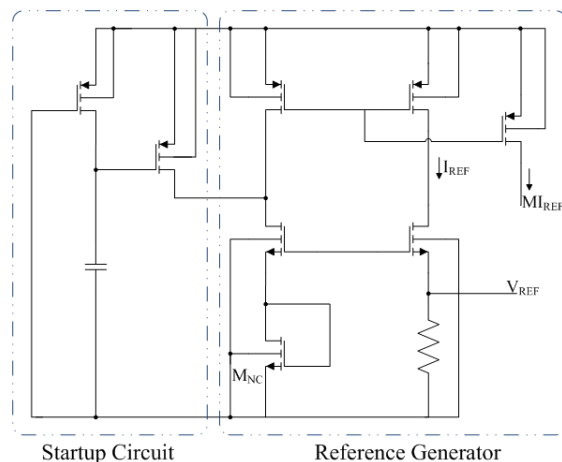 I_REF
MI_REF
V_REF
M_NC
Startup Circuit
Reference Generator